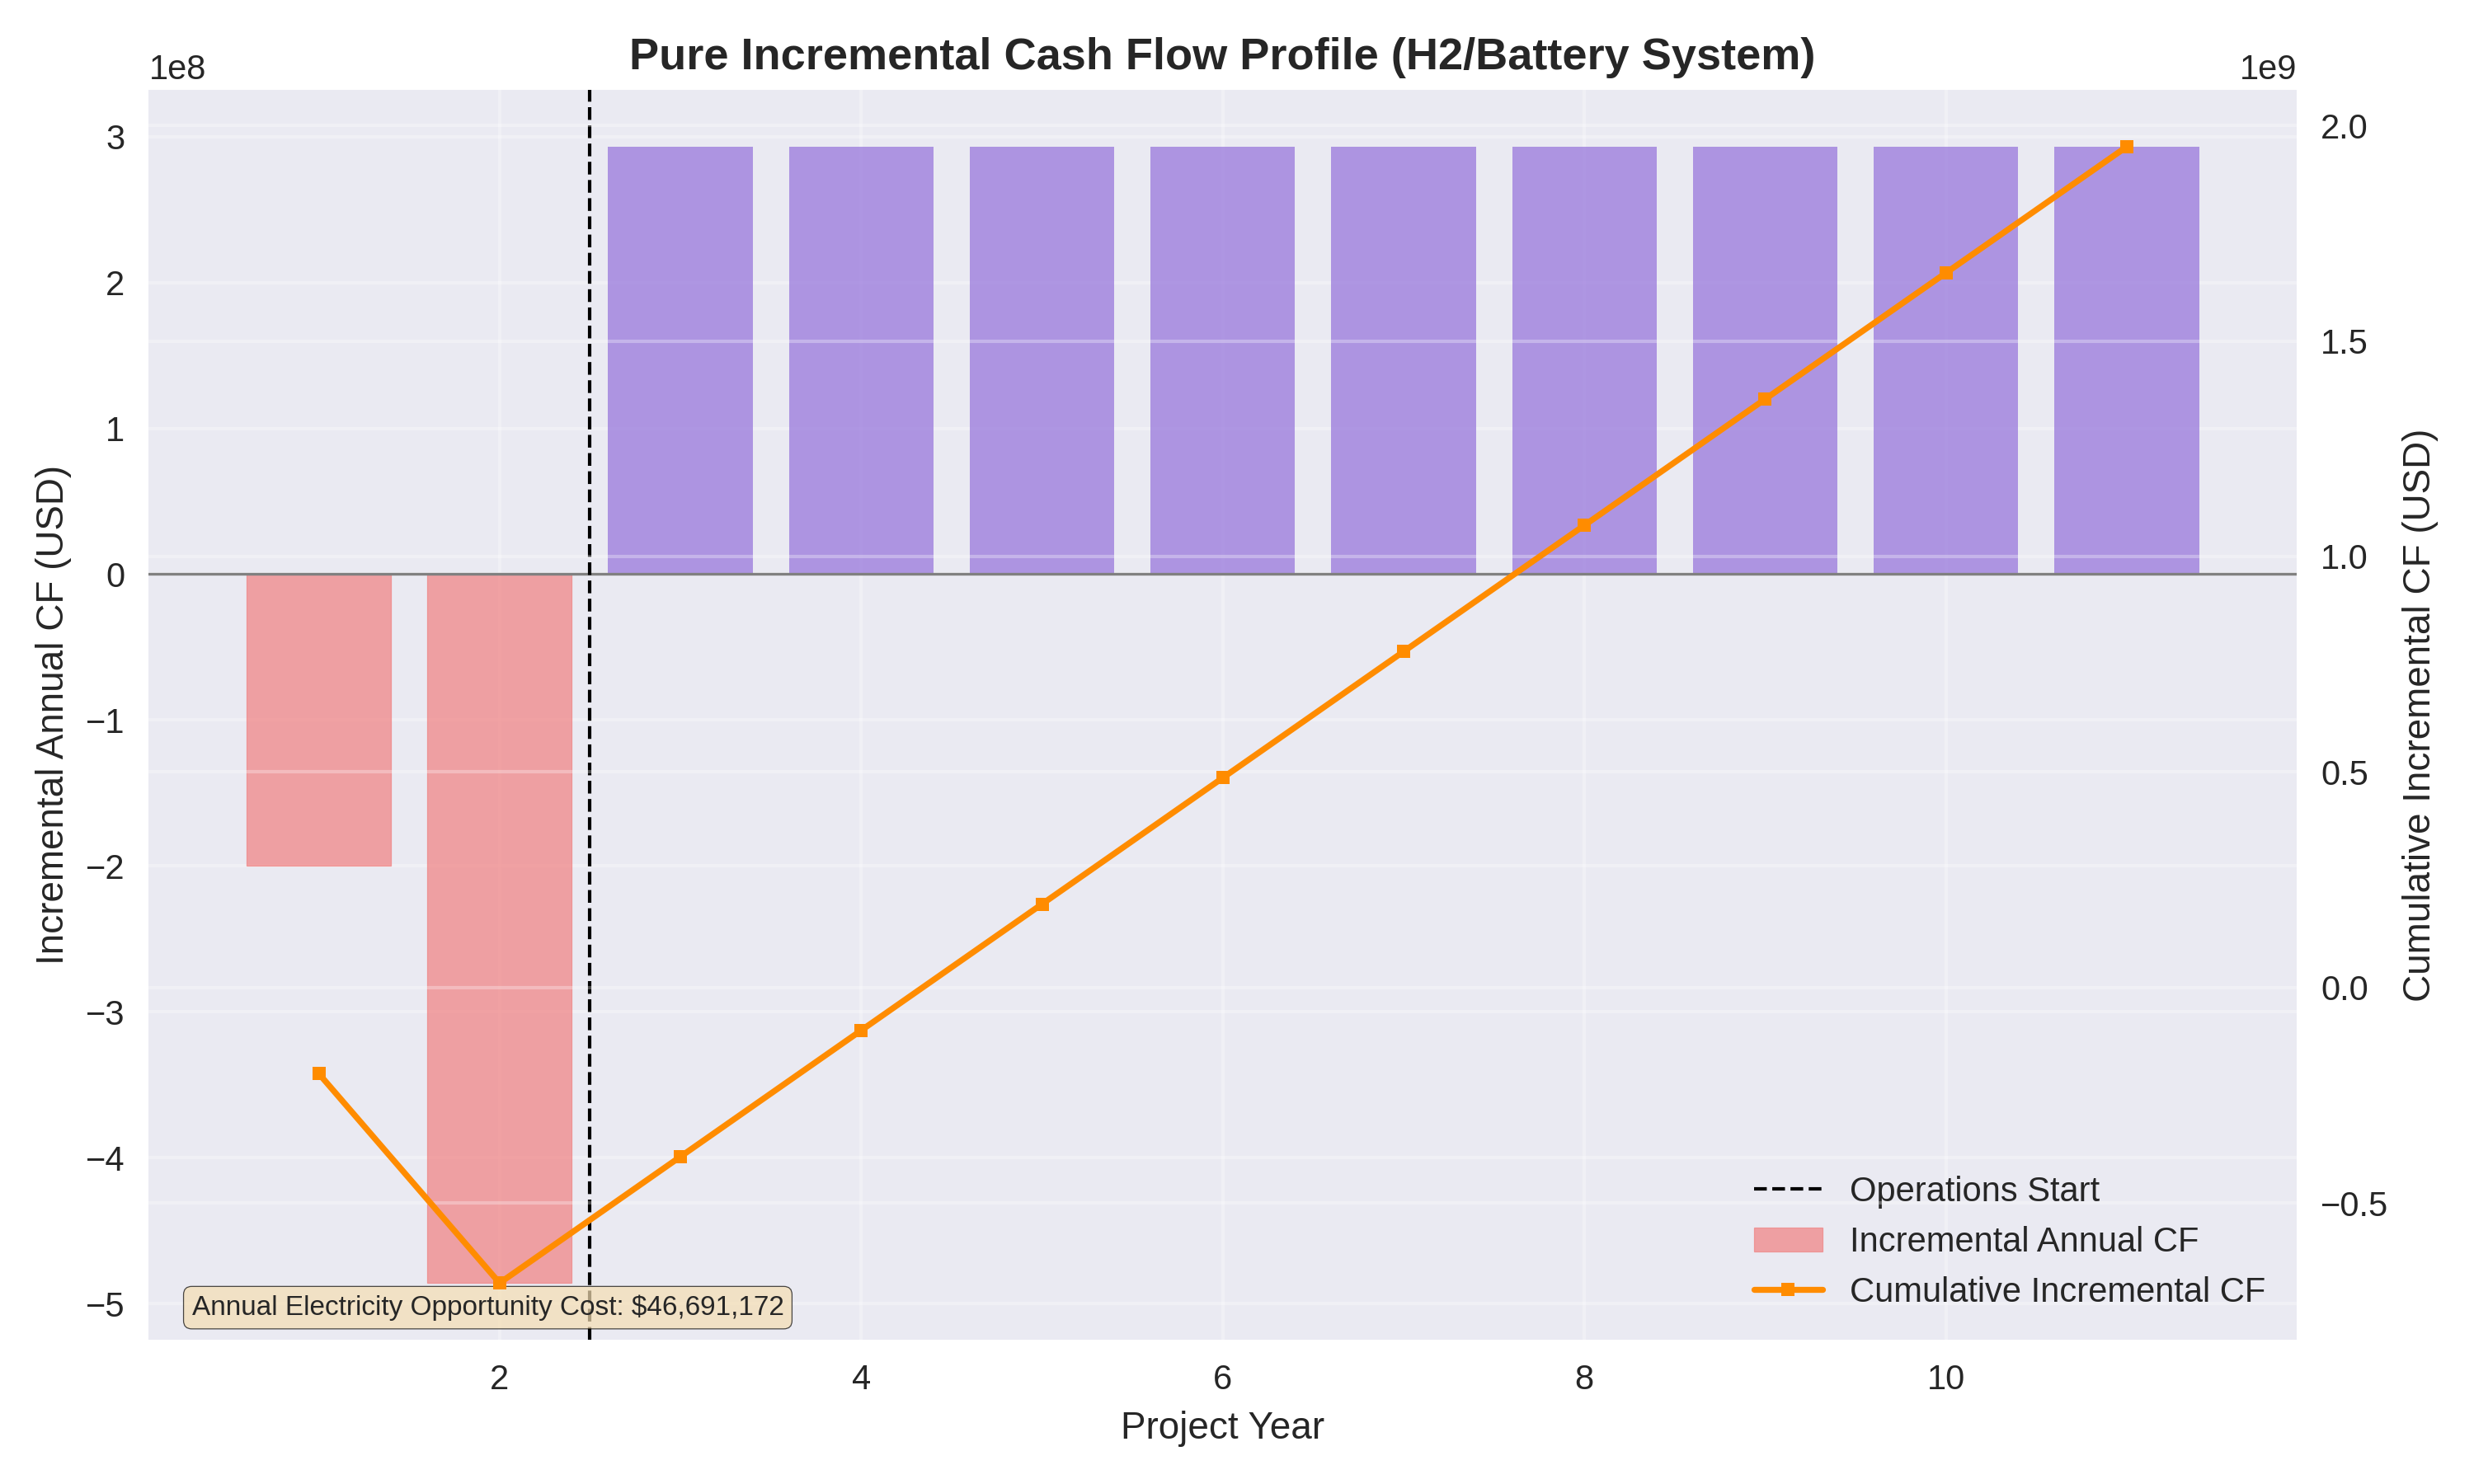 Pure Incremental Cash Flow Profile (H2/Battery System)
1e8
1e9
3
2
1
0
−1
−2
−3
−4
−5
Incremental Annual CF (USD)
2.0
1.5
1.0
0.5
0.0
−0.5
Cumulative Incremental CF (USD)
Operations Start
Incremental Annual CF
Cumulative Incremental CF
Annual Electricity Opportunity Cost: $46,691,172
2
4
6
8
10
Project Year